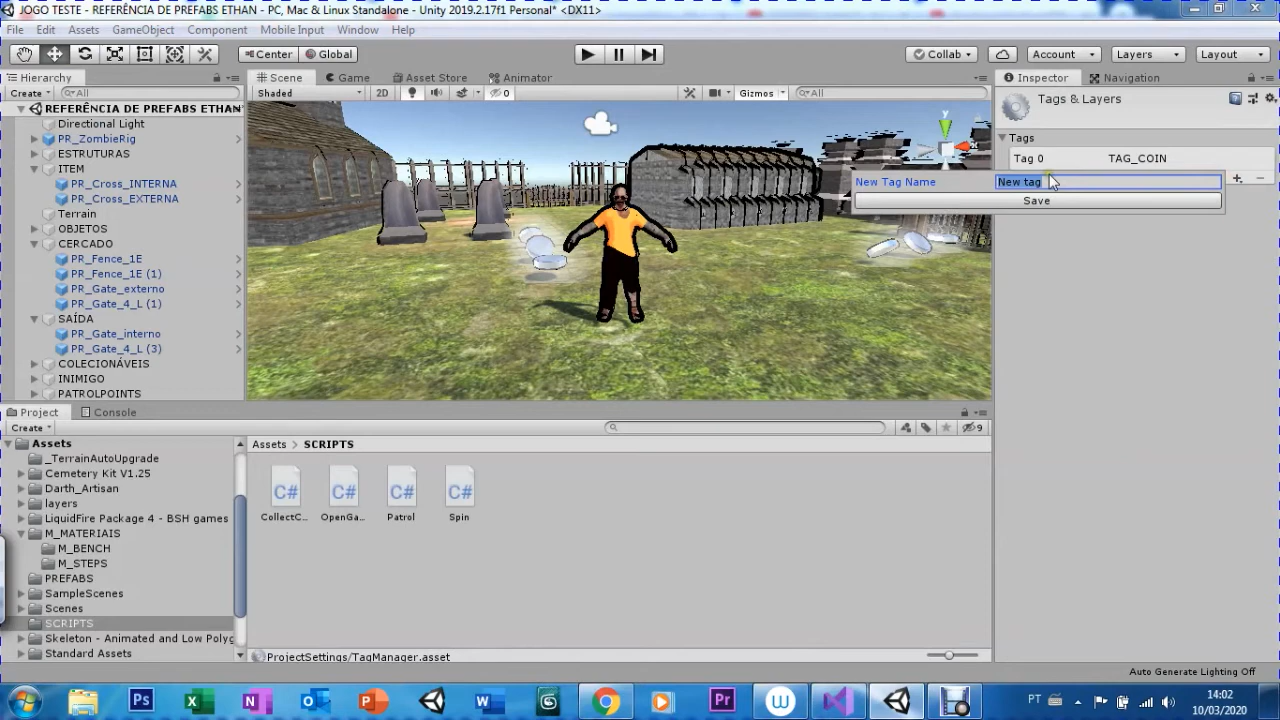 JOGO TESTE - REFERÊNCIA DE PREFABS ETHAN - PC, Mac & Linux Standalone - Unity 2019.2.17f1 Personal* <DX11>
File Edit Assets GameObject Component Mobile Input Window Help
Center Global Collab Account Layers Layout
Hierarchy Scene Game Asset Store Animator Inspector Navigation
Create All Shaded 2D 0 Gizmos All Tags & Layers
REFERÊNCIA DE PREFABS ETHAN*
Directional Light
PR_ZombieRig
ESTRUTURAS
ITEM
PR_Cross_INTERNA
PR_Cross_EXTERNA
Terrain
OBJETOS
CERCADO
PR_Fence_1E
PR_Fence_1E (1)
PR_Gate_externo
PR_Gate_4_L (1)
SAÍDA
PR_Gate_interno
PR_Gate_4_L (3)
COLECIONÁVEIS
INIMIGO
PATROLPOINTS
y
Tags
Tag 0 TAG_COIN
New Tag Name New tag
Save
Project Console
Create 9
Assets
_TerrainAutoUpgrade
Cemetery Kit V1.25
Darth_Artisan
layers
LiquidFire Package 4 - BSH games
M_MATERIAIS
M_BENCH
M_STEPS
PREFABS
SampleScenes
Scenes
SCRIPTS
Skeleton - Animated and Low Polyg
Standard Assets
Assets > SCRIPTS
C# C# C# C#
CollectC... OpenGa... Patrol Spin
ProjectSettings/TagManager.asset
Auto Generate Lighting Off
Ps X N O P W S Pr W
PT 14:02
10/03/2020